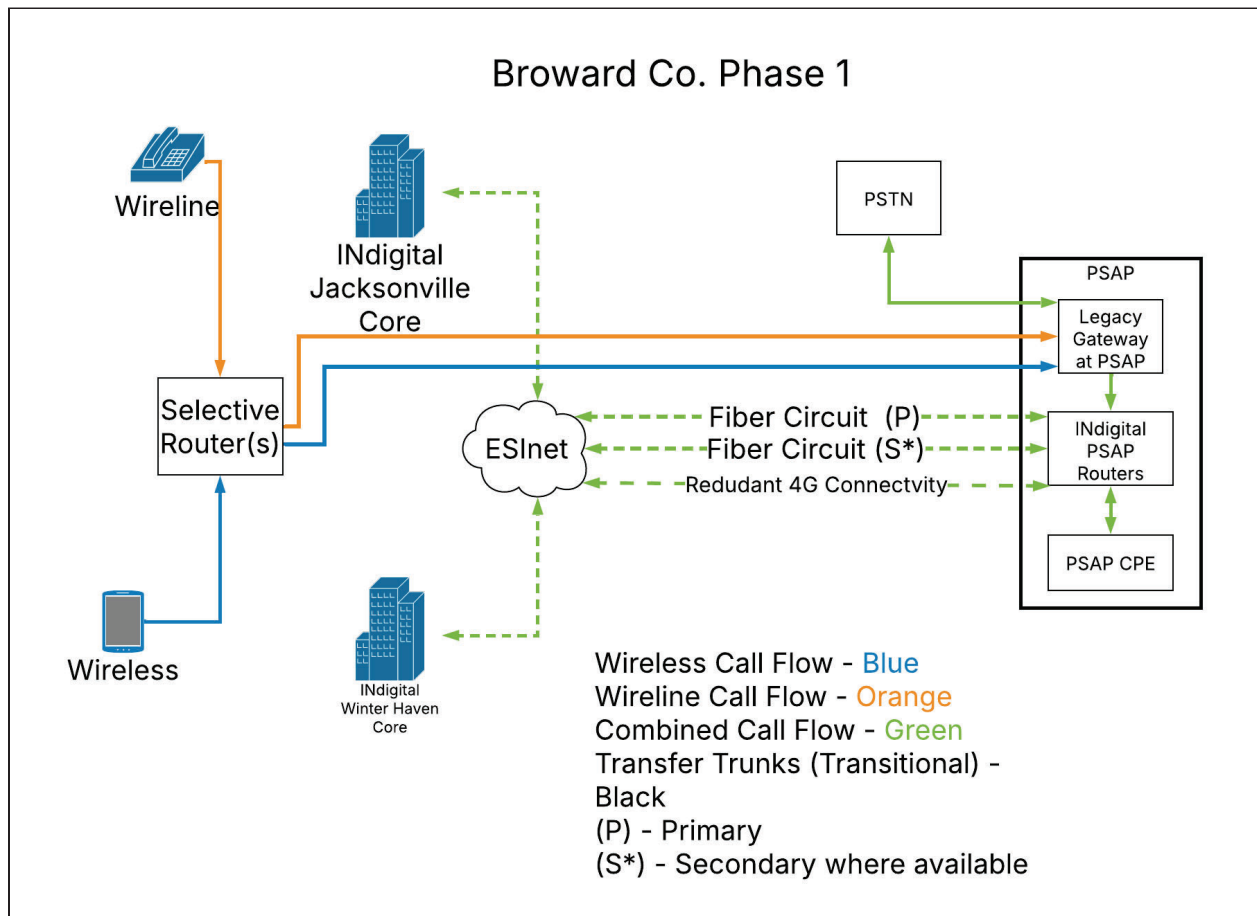 Broward Co. Phase 1
Wireline
INdigital
Jacksonville
Core
PSTN
PSAP
Legacy
Gateway
at PSAP
Selective
Router(s)
ESInet
Fiber Circuit (P)
Fiber Circuit (S*)
Redudant 4G Connectvity
INdigital
PSAP
Routers
PSAP CPE
Wireless
INdigital
Winter Haven
Core
Wireless Call Flow - Blue
Wireline Call Flow - Orange
Combined Call Flow - Green
Transfer Trunks (Transitional) -
Black
(P) - Primary
(S*) - Secondary where available